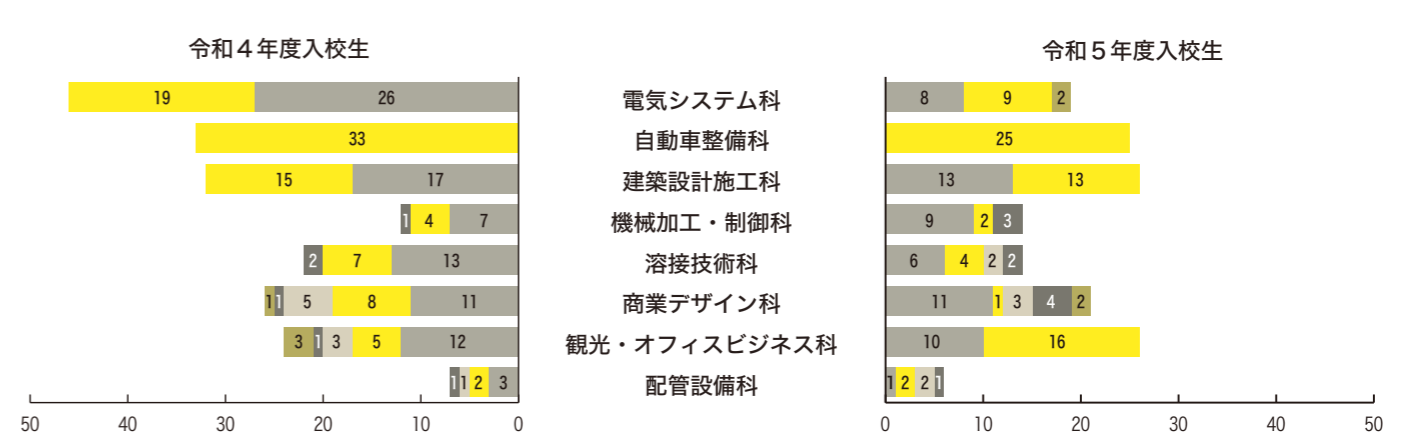 令和4年度入校生
令和5年度入校生
19 26 電気システム科 8 9 2
33 自動車整備科 25
15 17 建築設計施工科 13 13
1 4 7 機械加工・制御科 9 2 3
2 7 13 溶接技術科 6 4 2 2
1 1 5 8 11 商業デザイン科 11 1 3 4 2
3 1 3 5 12 観光・オフィスビジネス科 10 16
1 1 2 3 配管設備科 1 2 2 1
50 40 30 20 10 0 0 10 20 30 40 50